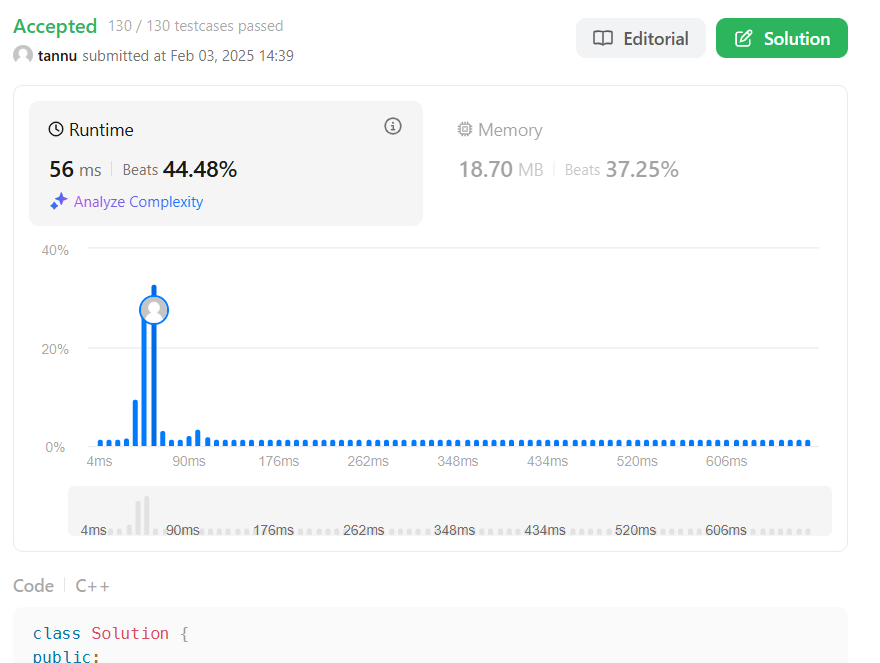 Accepted 130 / 130 testcases passed
tannu submitted at Feb 03, 2025 14:39
Editorial
Solution
Runtime
56 ms Beats 44.48%
Analyze Complexity
Memory
18.70 MB Beats 37.25%
40%
20%
0%
4ms 90ms 176ms 262ms 348ms 434ms 520ms 606ms
4ms 90ms 176ms 262ms 348ms 434ms 520ms 606ms
Code C++
class Solution {
public: